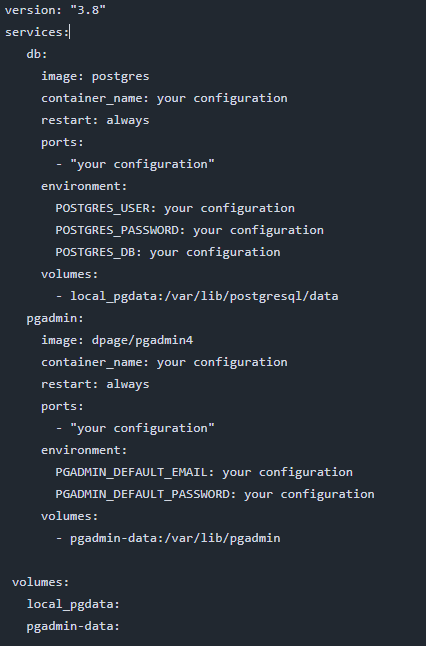 version: "3.8"
services:
   db:
     image: postgres
     container_name: your configuration
     restart: always
     ports:
       - "your configuration"
     environment:
       POSTGRES_USER: your configuration
       POSTGRES_PASSWORD: your configuration
       POSTGRES_DB: your configuration
     volumes:
       - local_pgdata:/var/lib/postgresql/data
   pgadmin:
     image: dpage/pgadmin4
     container_name: your configuration
     restart: always
     ports:
       - "your configuration"
     environment:
       PGADMIN_DEFAULT_EMAIL: your configuration
       PGADMIN_DEFAULT_PASSWORD: your configuration
     volumes:
       - pgadmin-data:/var/lib/pgadmin

 volumes:
   local_pgdata:
   pgadmin-data: